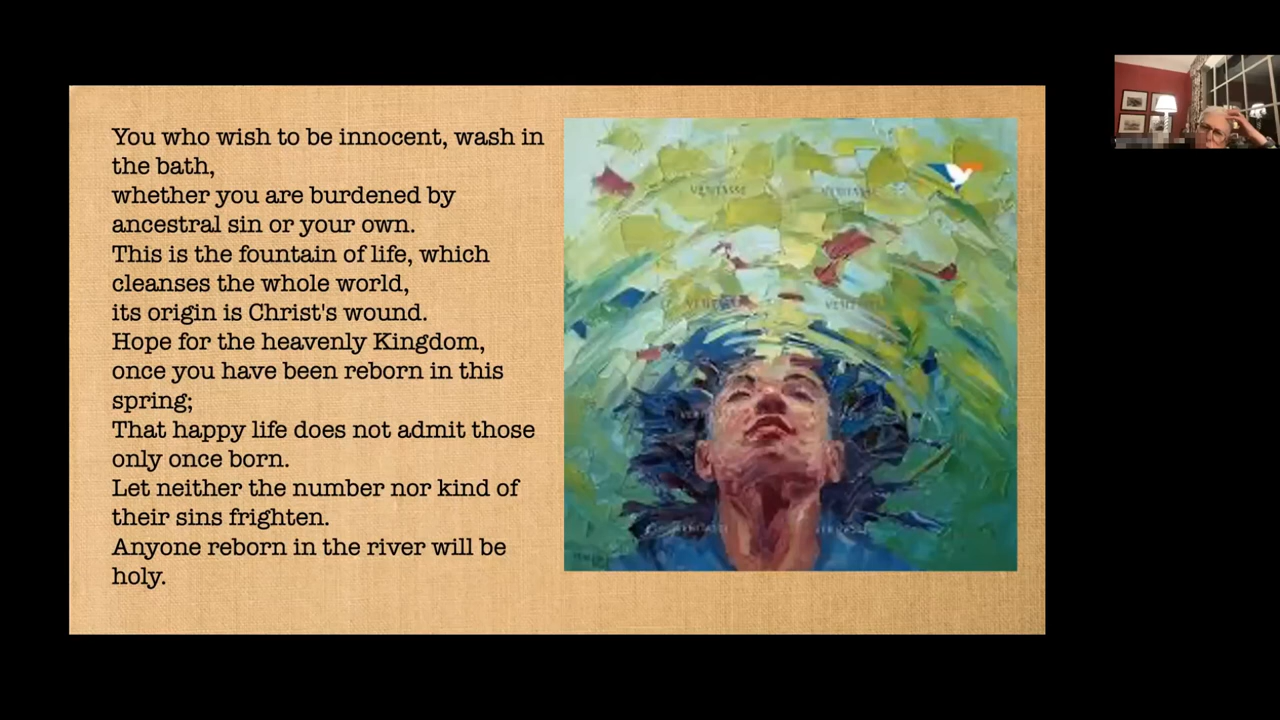 You who wish to be innocent, wash in
the bath,
whether you are burdened by
ancestral sin or your own.
This is the fountain of life, which
cleanses the whole world,
its origin is Christ's wound.
Hope for the heavenly Kingdom,
once you have been reborn in this
spring;
That happy life does not admit those
only once born.
Let neither the number nor kind of
their sins frighten.
Anyone reborn in the river will be
holy.
VERITASSE